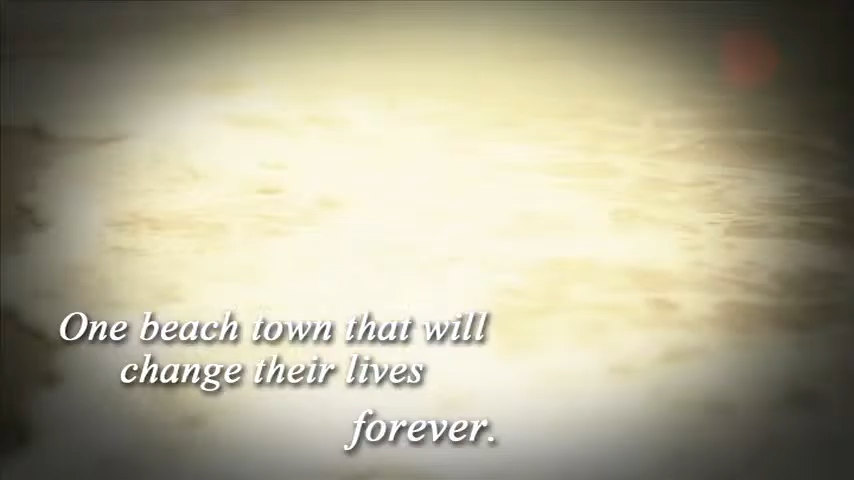 One beach town that will
change their lives
forever.